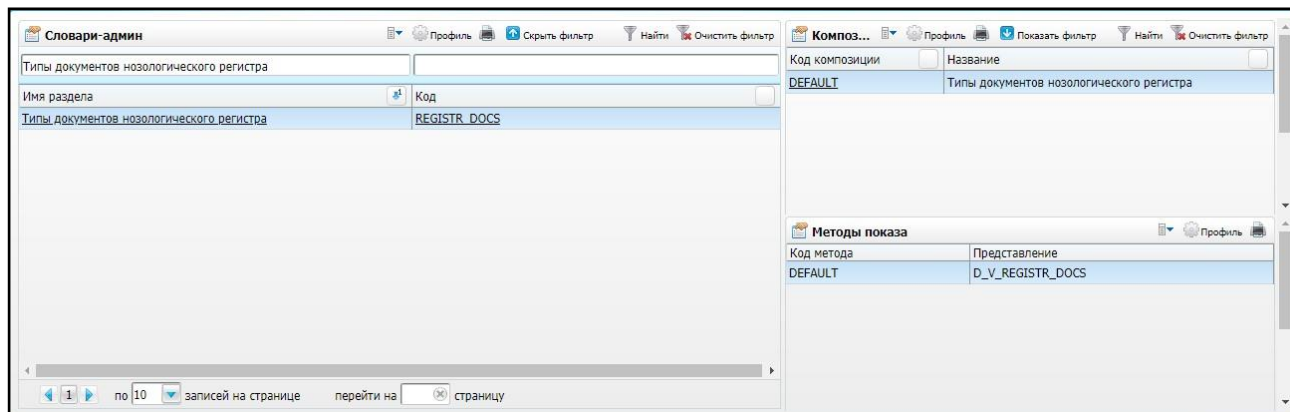 Словари-админ Профиль Скрыть фильтр Найти Очистить фильтр
Типы документов нозологического регистра
Имя раздела 1 Код
Типы документов нозологического регистра REGISTR_DOCS
1 по 10 записей на странице перейти на страницу
Композ... Профиль Показать фильтр Найти Очистить фильтр
Код композиции Название
DEFAULT Типы документов нозологического регистра
Методы показа Профиль
Код метода Представление
DEFAULT D_V_REGISTR_DOCS